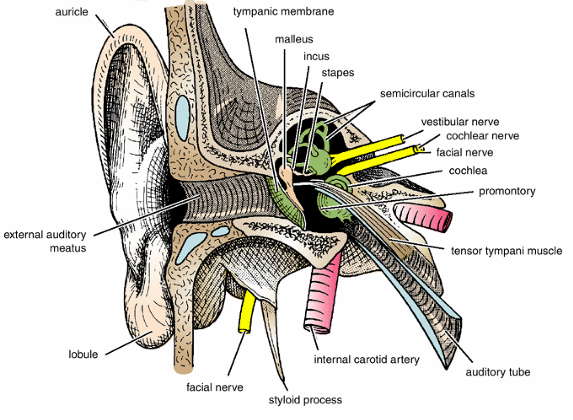 auricle
tympanic membrane
malleus
incus
stapes
semicircular canals
vestibular nerve
cochlear nerve
facial nerve
cochlea
promontory
external auditory
meatus
tensor tympani muscle
lobule
internal carotid artery
auditory tube
facial nerve
styloid process